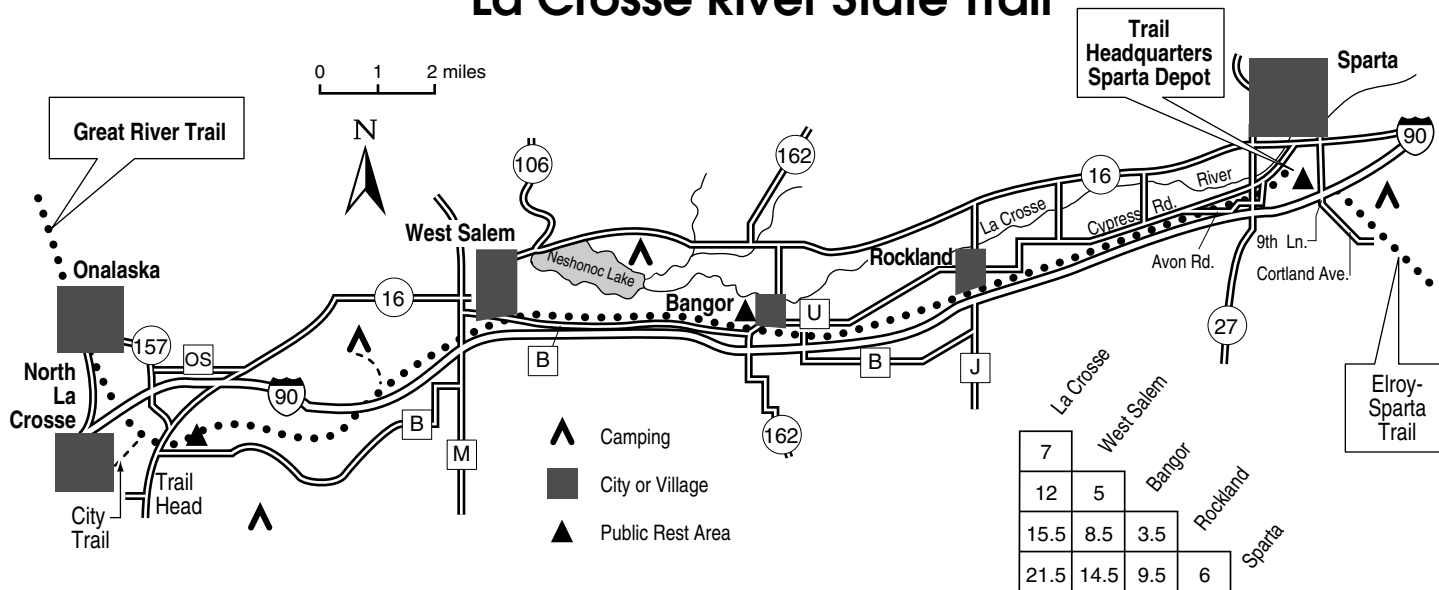 La Crosse River State Trail
0 1 2 miles
N
Great River Trail
Onalaska
157
OS
North
La
Crosse
90
16
City
Trail
Trail
Head
B
M
West Salem
106
Neshonoc Lake
162
Bangor
B
U
B
162
Rockland
J
La Crosse
River
16
Cypress Rd.
Avon Rd.
9th Ln.
Cortland Ave.
27
Trail
Headquarters
Sparta Depot
Sparta
90
Elroy-
Sparta
Trail
Camping
City or Village
Public Rest Area
La Crosse
7 West Salem
12 5 Bangor
15.5 8.5 3.5 Rockland
21.5 14.5 9.5 6 Sparta